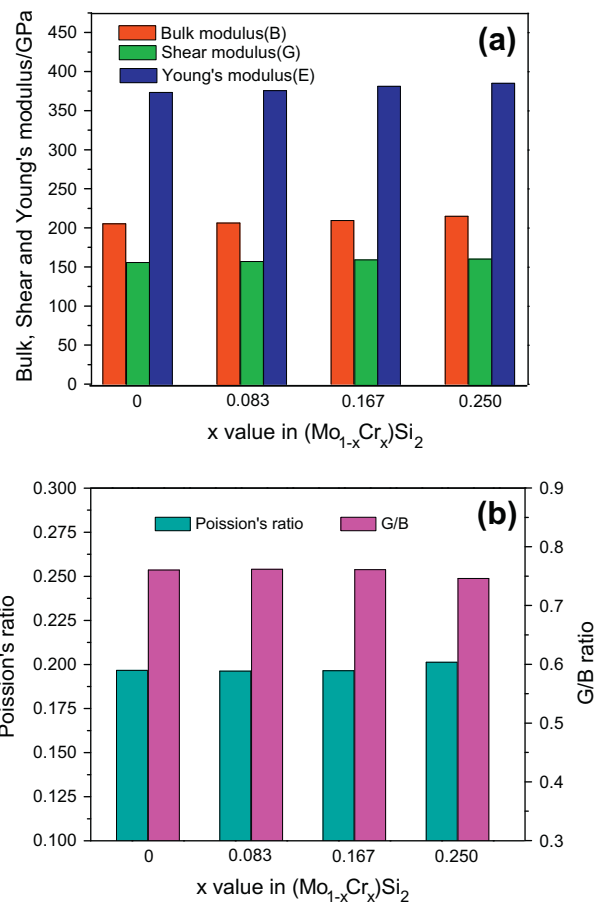 Bulk, Shear and Young's modulus/GPa
450
400
350
300
250
200
150
100
50
0
Bulk modulus(B)
Shear modulus(G)
Young's modulus(E)
(a)
0 0.083 0.167 0.250
x value in (Mo1-xCrx)Si2
Poission's ratio
0.300
0.275
0.250
0.225
0.200
0.175
0.150
0.125
0.100
Poission's ratio G/B
(b)
0.9
0.8
0.7
0.6
0.5
0.4
0.3
G/B ratio
0 0.083 0.167 0.250
x value in (Mo1-xCrx)Si2